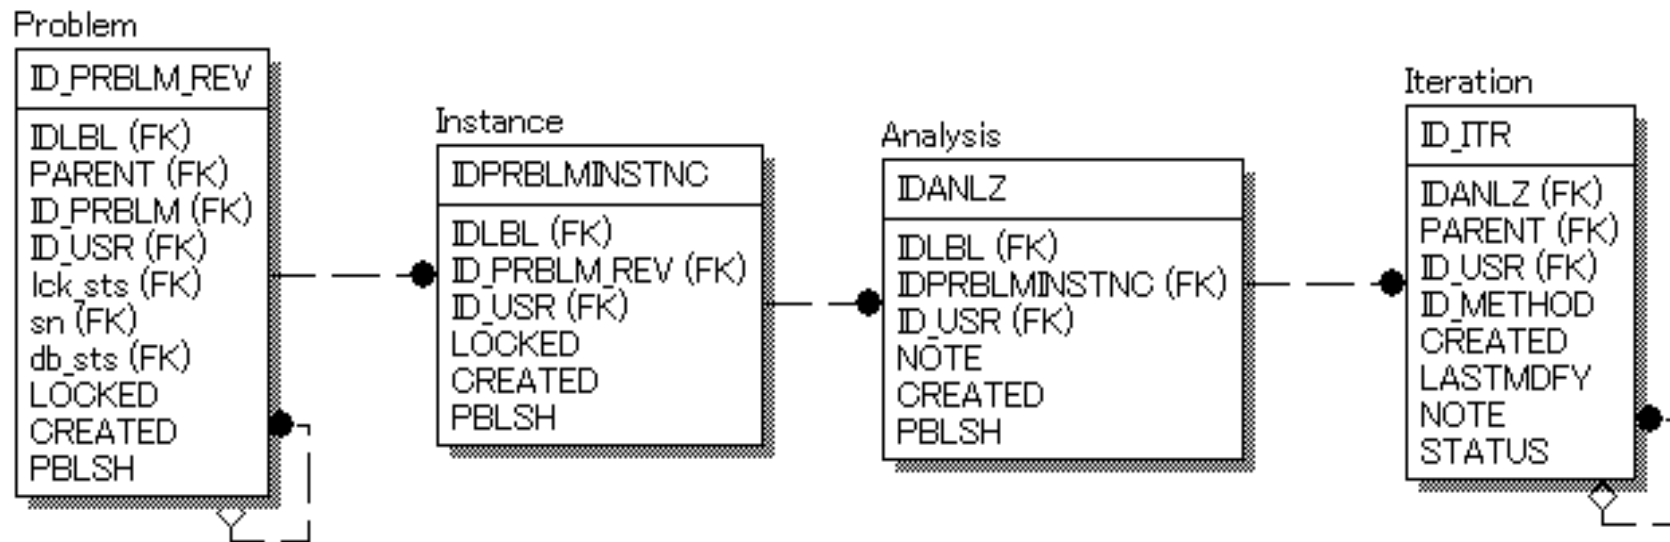 Problem
ID_PRBLM_REV
IDLBL (FK)
PARENT (FK)
ID_PRBLM (FK)
ID_USR (FK)
lck_sts (FK)
sn (FK)
db_sts (FK)
LOCKED
CREATED
PBLSH
Instance
IDPRBLMINSTNC
IDLBL (FK)
ID_PRBLM_REV (FK)
ID_USR (FK)
LOCKED
CREATED
PBLSH
Analysis
IDANLZ
IDLBL (FK)
IDPRBLMINSTNC (FK)
ID_USR (FK)
NOTE
CREATED
PBLSH
Iteration
ID_ITR
IDANLZ (FK)
PARENT (FK)
ID_USR (FK)
ID_METHOD
CREATED
LASTMDFY
NOTE
STATUS